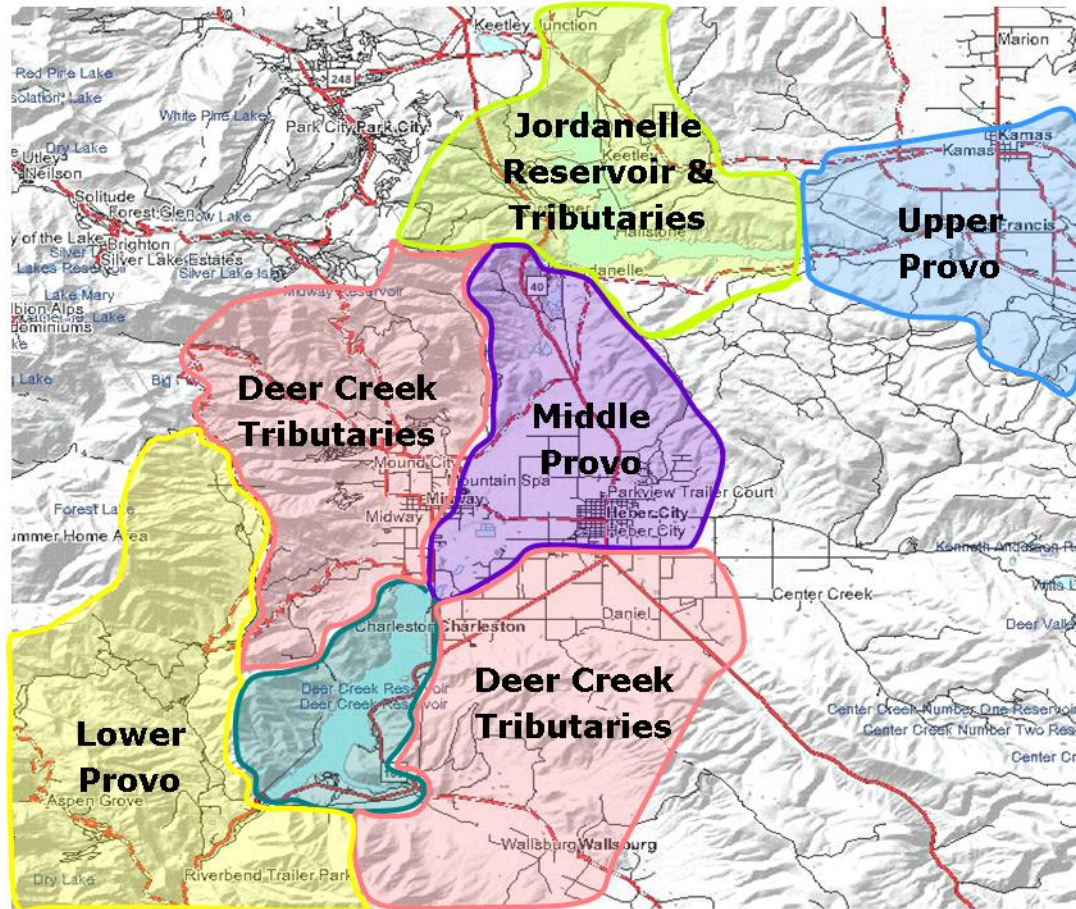 Keetley Junction
Marion
Red Pine Lake
248
White Pine Lake
Park City Park City
Jordanelle
Reservoir &
Tributaries
Keetley
Kamas
Kamas
Dry Lake
Utley
Neilson
Solitude
Forest Glen
Upper
Provo
Francis
Hailstone
Brighton
Silver Lake Estates
Silver Lake
Lakes Reservoir
Lake Mary
Midway Reservoir
40
Deer Creek
Tributaries
Middle
Provo
Mound City
Mountain Spa
Parkview Trailer Court
Midway
Midway
Heber City
Heber City
Forest Lake
ummer Home Area
Center Creek
Daniel
Charleston Charleston
Deer Creek Reservoir
Deer Creek Reservoir
Deer Creek
Tributaries
Lower
Provo
Center Creek Number One Reservoir
Center Creek Number Two Res
Center Cr
Aspen Grove
Wallsburg Wallsburg
Dry Lake
Riverbend Trailer Park